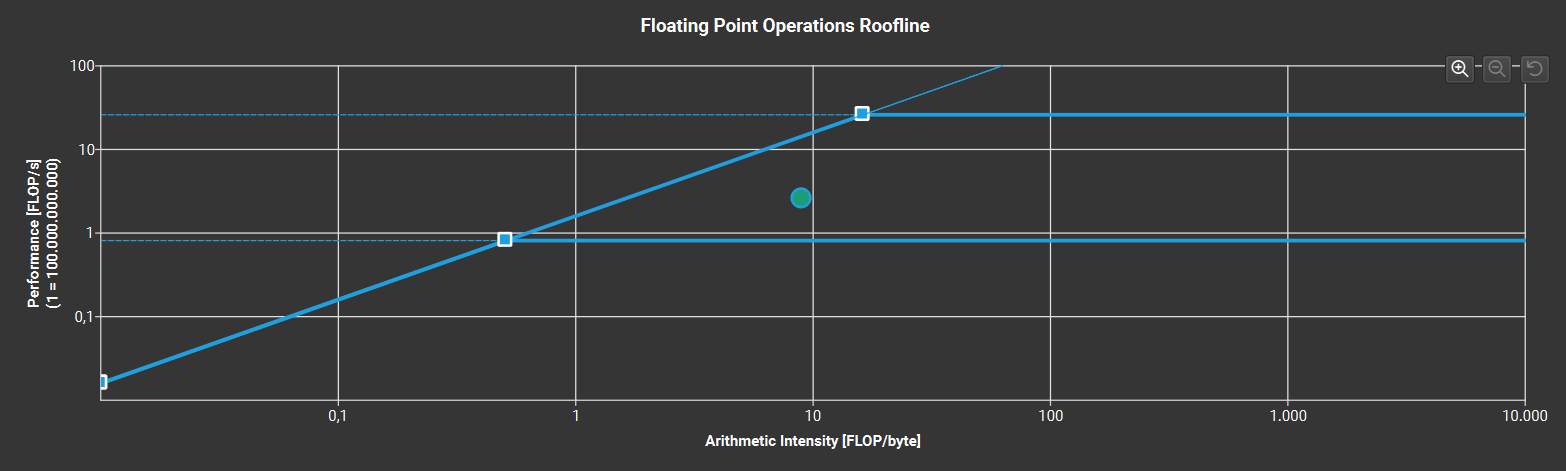 Floating Point Operations Roofline
100
10
1
0,1
Performance [FLOP/s]
(1 = 100.000.000.000)
0,1
1
10
100
1.000
10.000
Arithmetic Intensity [FLOP/byte]